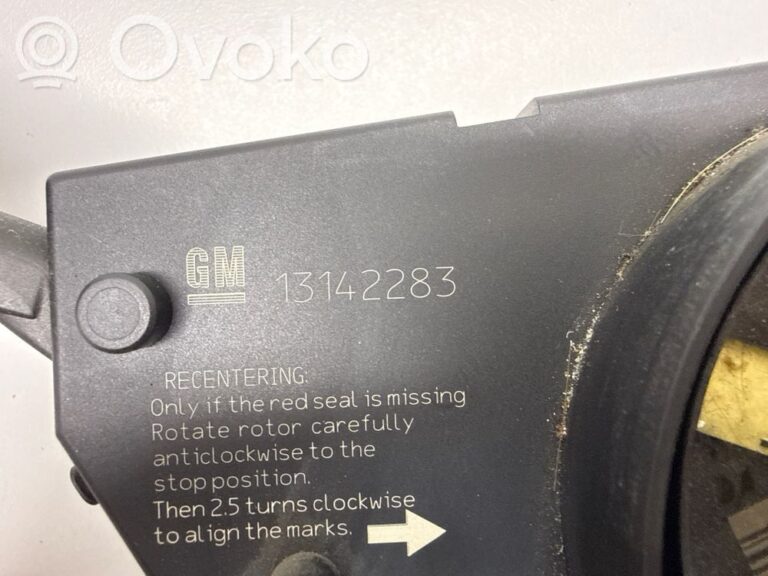 Ovoko
GM 13142283
RECENTERING:
Only if the red seal is missing
Rotate rotor carefully
anticlockwise to the
stop position.
Then 2.5 turns clockwise
to align the marks.